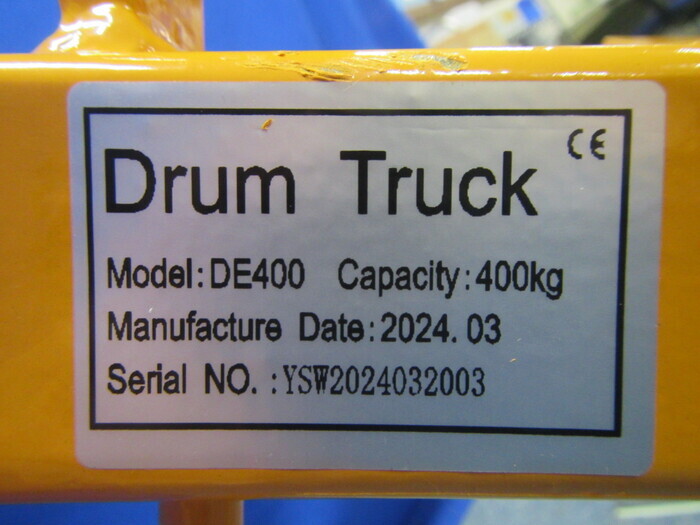 CE
Drum Truck
Model:DE400 Capacity:400kg
Manufacture Date:2024.03
Serial NO.:YSW2024032003